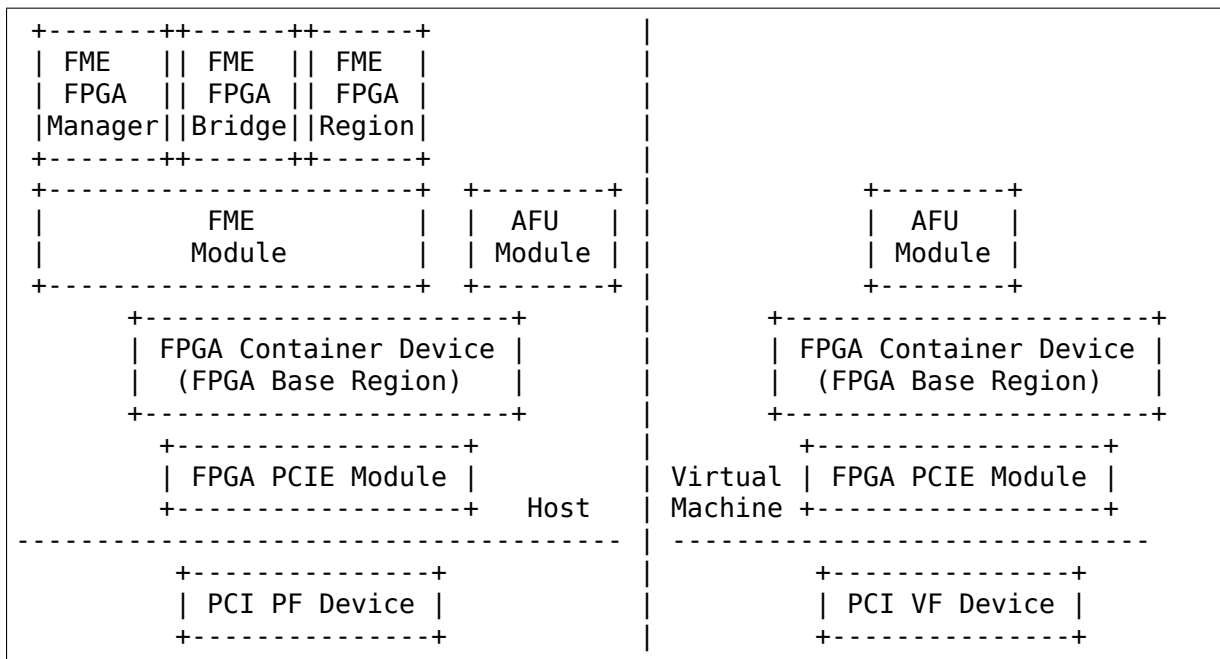 +-------++------++------+             |
| FME   || FME  || FME  |             |
| FPGA  || FPGA || FPGA |             |
|Manager||Bridge||Region|             |
+-------++------++------+             |
+-----------------------+  +--------+ |             +--------+
|          FME          |  |  AFU   | |             |  AFU   |
|         Module        |  | Module | |             | Module |
+-----------------------+  +--------+ |             +--------+
      +-----------------------+       |       +-----------------------+
      | FPGA Container Device |       |       | FPGA Container Device |
      |  (FPGA Base Region)   |       |       |  (FPGA Base Region)   |
      +-----------------------+       |       +-----------------------+
        +------------------+          |         +------------------+
        | FPGA PCIE Module |          | Virtual | FPGA PCIE Module |
        +------------------+   Host   | Machine +------------------+
-------------------------------------- | ------------------------------
         +---------------+            |          +---------------+
         | PCI PF Device |            |          | PCI VF Device |
         +---------------+            |          +---------------+